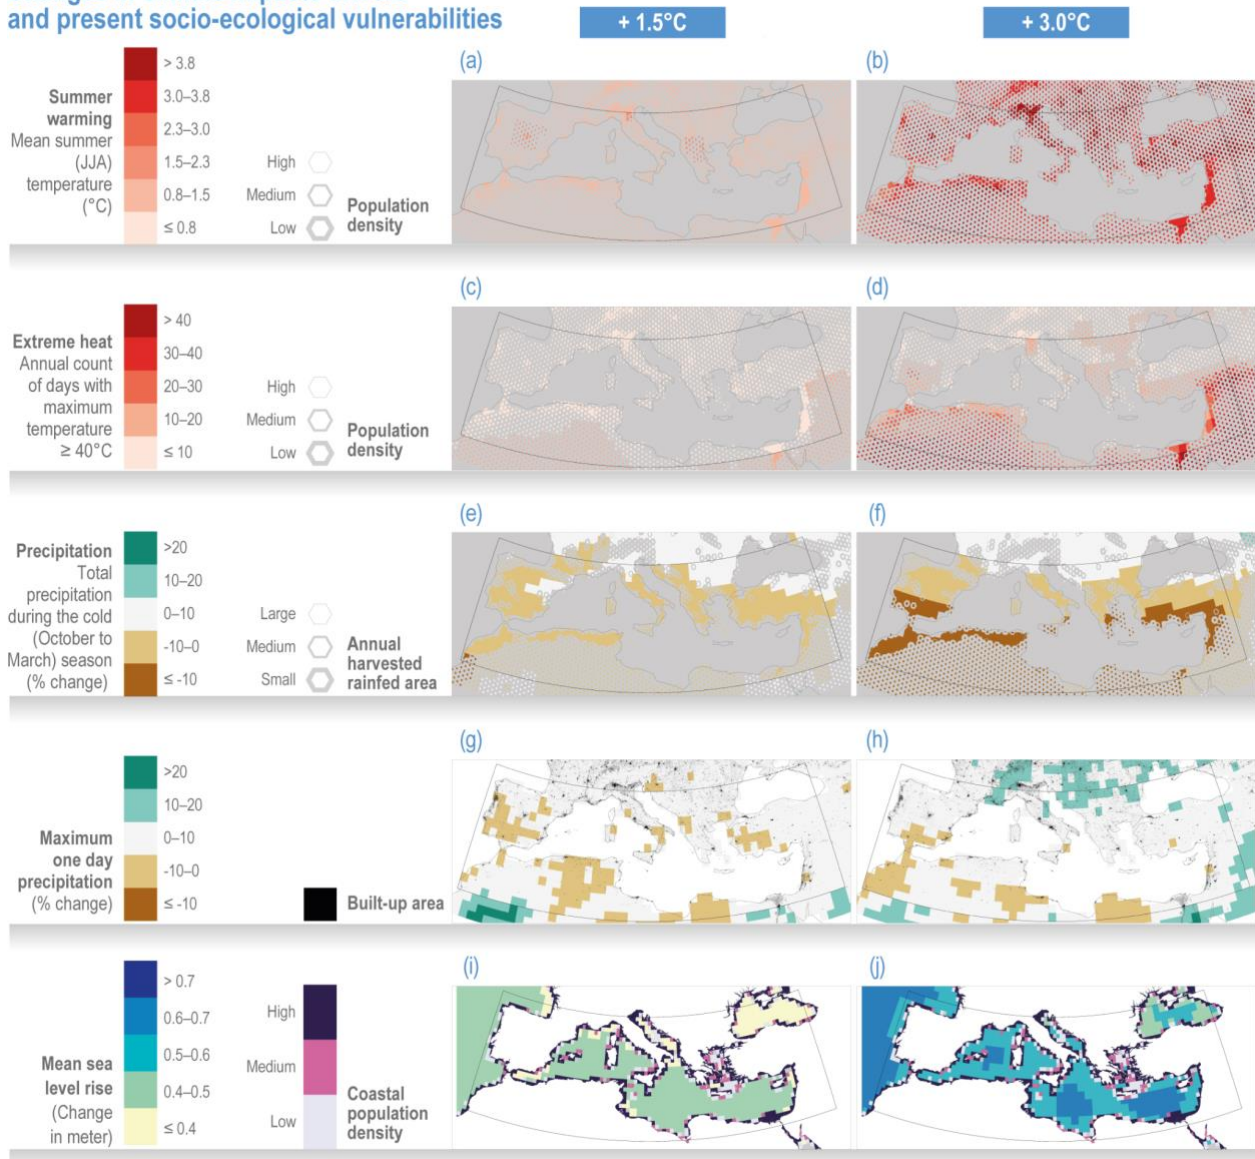 and present socio-ecological vulnerabilities
+ 1.5°C
+ 3.0°C
(a)
(b)
Summer
warming
Mean summer
(JJA)
temperature
(°C)
> 3.8
3.0–3.8
2.3–3.0
1.5–2.3
0.8–1.5
≤ 0.8
High
Medium
Low
Population
density
(c)
(d)
Extreme heat
Annual count
of days with
maximum
temperature
≥ 40°C
> 40
30–40
20–30
10–20
≤ 10
High
Medium
Low
Population
density
(e)
(f)
Precipitation
Total
precipitation
during the cold
(October to
March) season
(% change)
>20
10–20
0–10
-10–0
≤ -10
Large
Medium
Small
Annual
harvested
rainfed area
(g)
(h)
Maximum
one day
precipitation
(% change)
>20
10–20
0–10
-10–0
≤ -10
Built-up area
(i)
(j)
Mean sea
level rise
(Change
in meter)
> 0.7
0.6–0.7
0.5–0.6
0.4–0.5
≤ 0.4
High
Medium
Low
Coastal
population
density